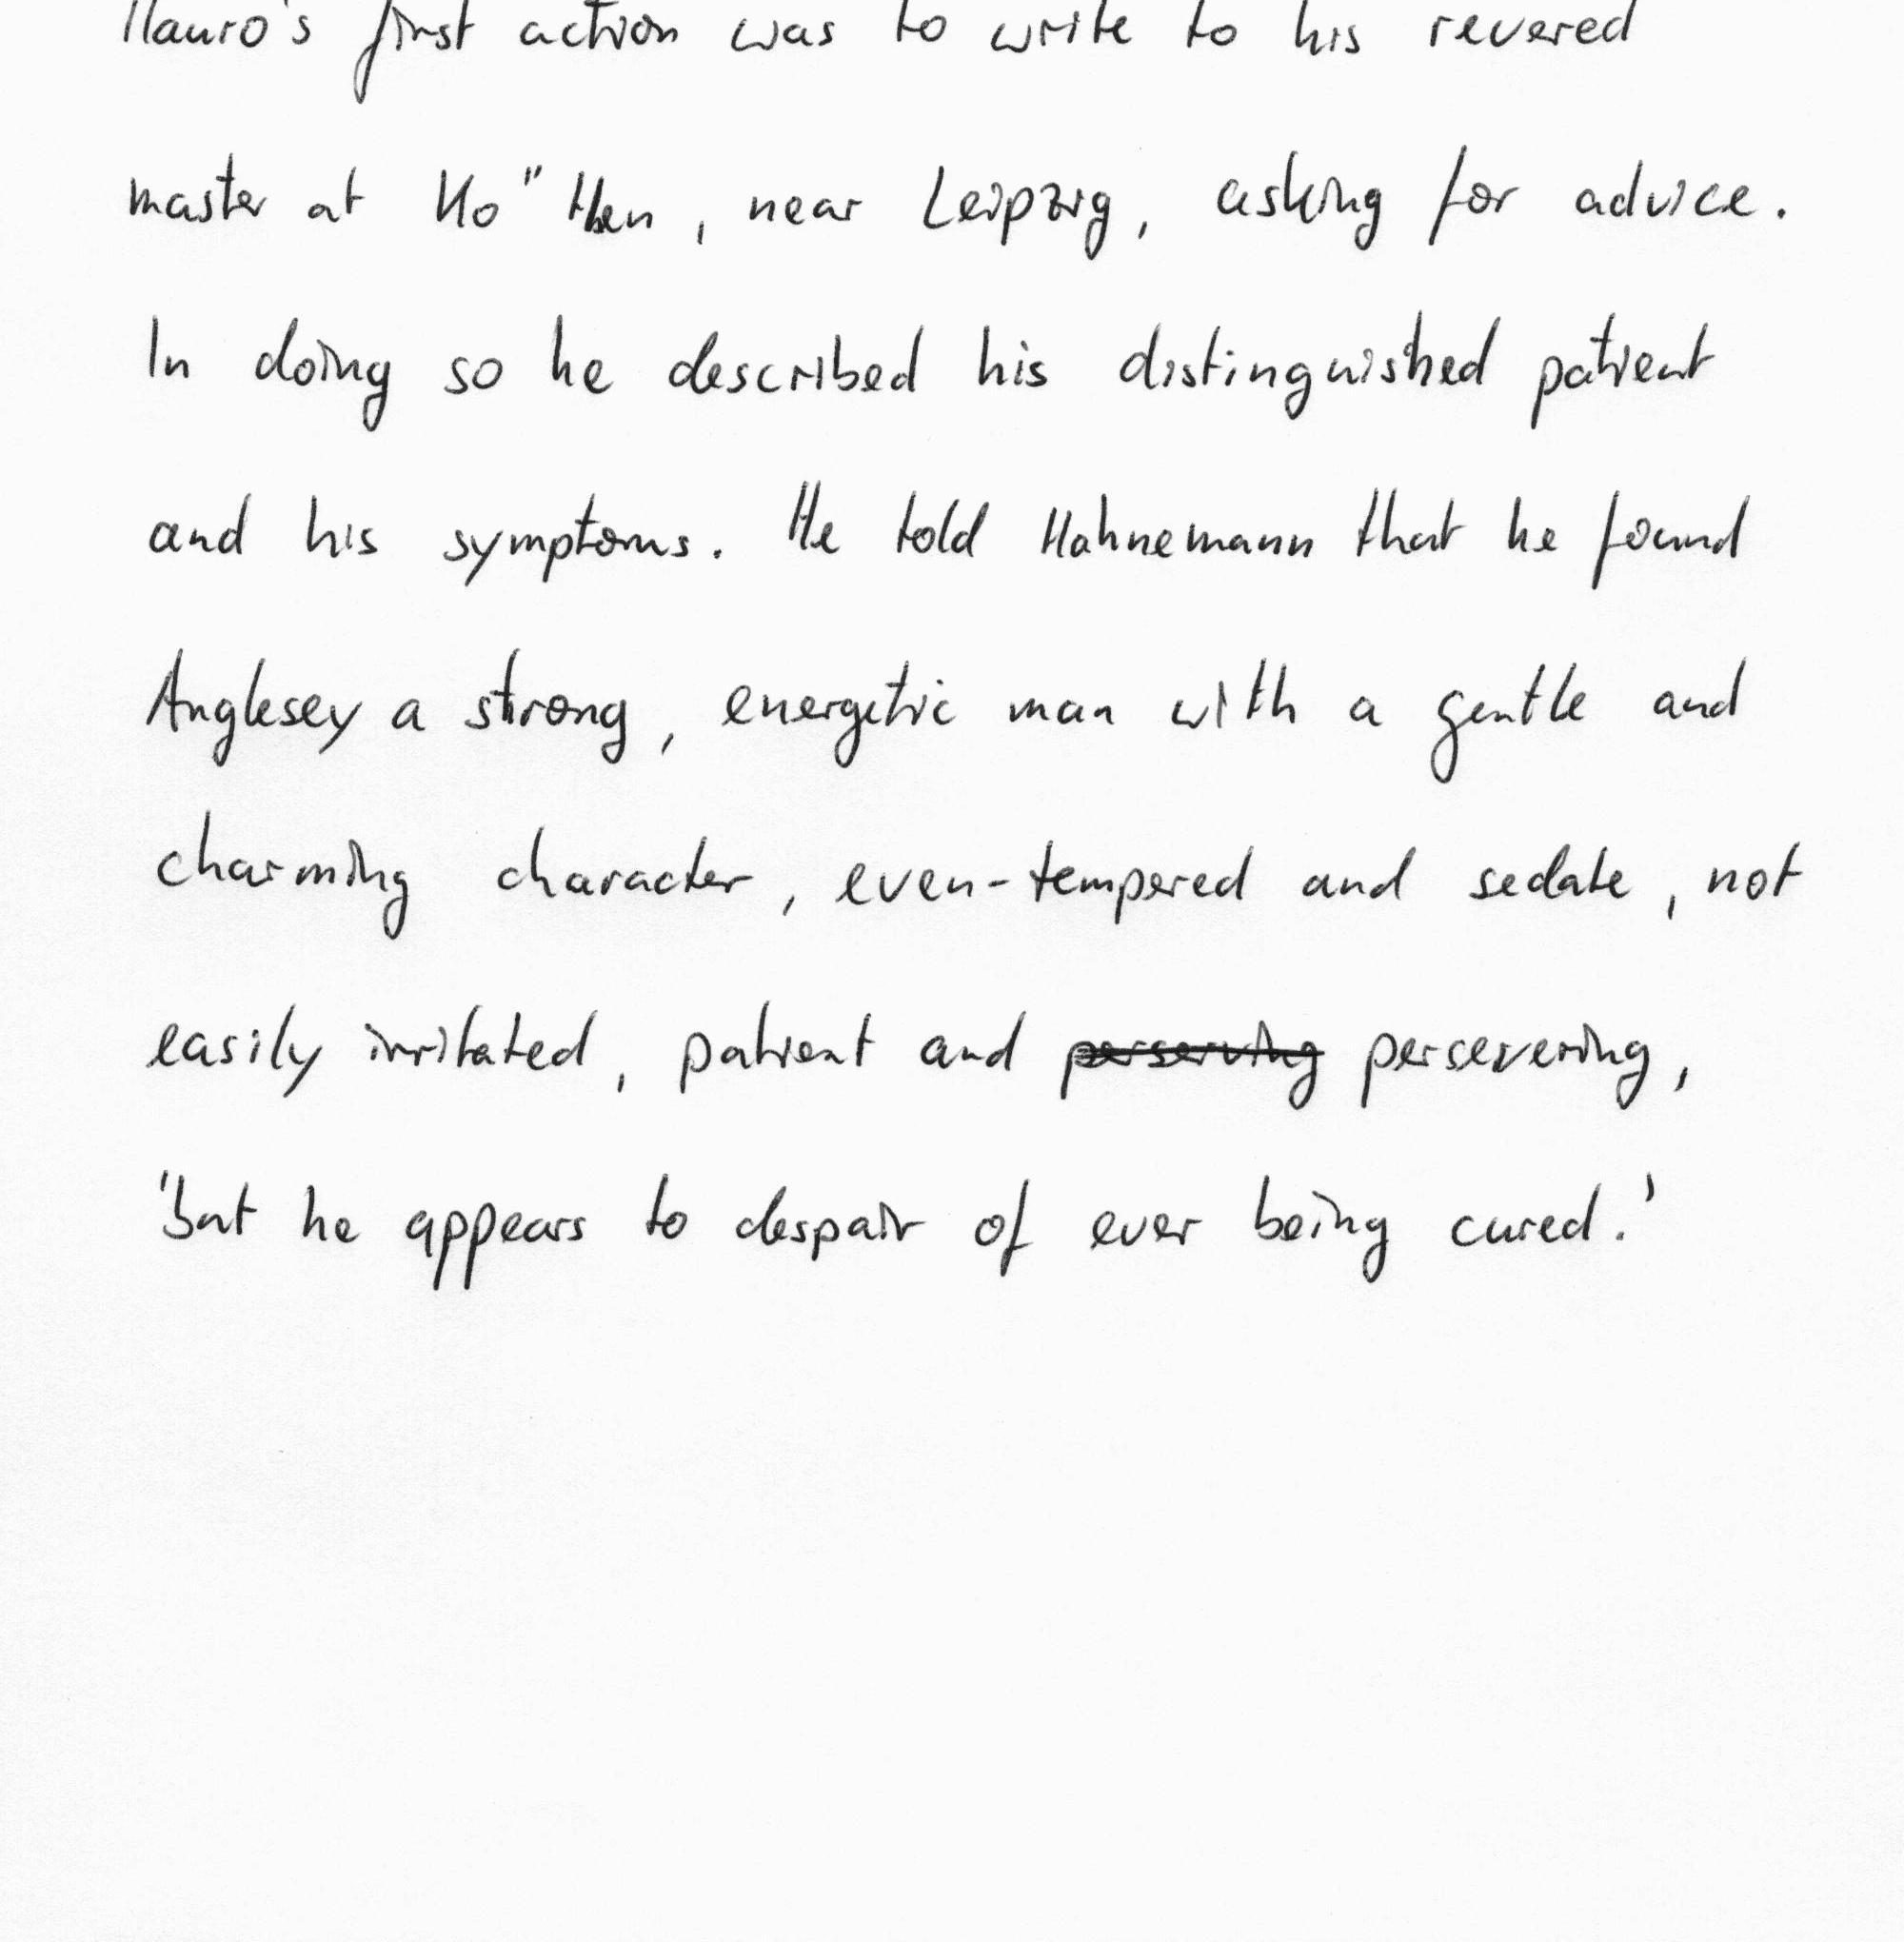 Mauro's first action was to write to his revered
master at Ko"then, near Leipzig, asking for advice.
In doing so he described his distinguished patient
and his symptoms. He told Hahnemann that he found
Anglesey a strong, energetic man with a gentle and
charming character, even-tempered and sedate, not
easily irritated, patient and perserving persevering,
'but he appears to despair of ever being cured.'